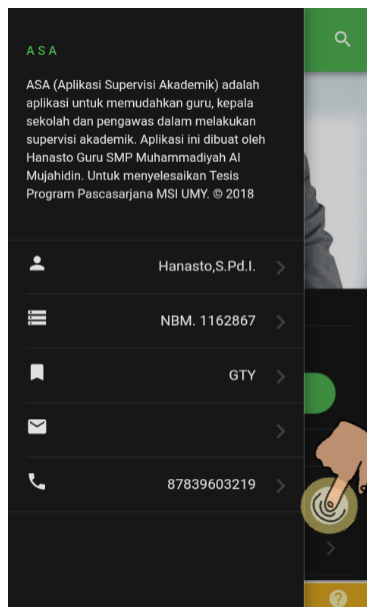 ASA
ASA (Aplikasi Supervisi Akademik) adalah
aplikasi untuk memudahkan guru, kepala
sekolah dan pengawas dalam melakukan
supervisi akademik. Aplikasi ini dibuat oleh
Hanasto Guru SMP Muhammadiyah Al
Mujahidin. Untuk menyelesaikan Tesis
Program Pascasarjana MSI UMY. © 2018
Hanasto,S.Pd.I.
NBM. 1162867
GTY
87839603219